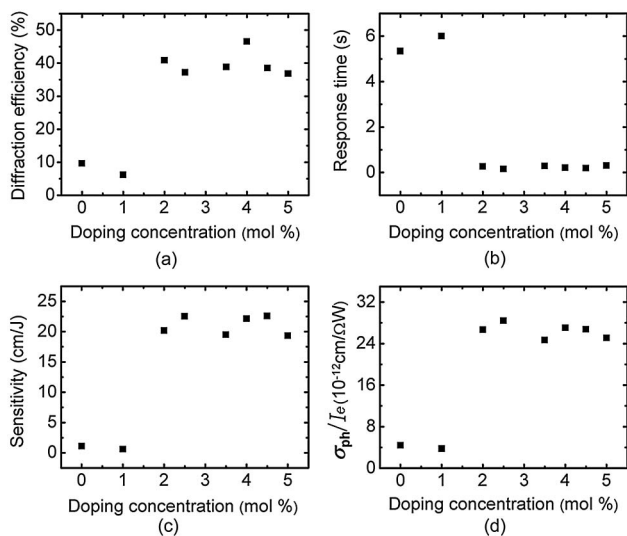 Diffraction efficiency (%)
50
40
30
20
10
0
0 1 2 3 4 5
Doping concentration (mol %)
(a)
Response time (s)
6
4
2
0
0 1 2 3 4 5
Doping concentration (mol %)
(b)
Sensitivity (cm/J)
25
20
15
10
5
0
0 1 2 3 4 5
Doping concentration (mol %)
(c)
σph/Ie (10-12cm/ΩW)
32
24
16
8
0
0 1 2 3 4 5
Doping concentration (mol %)
(d)